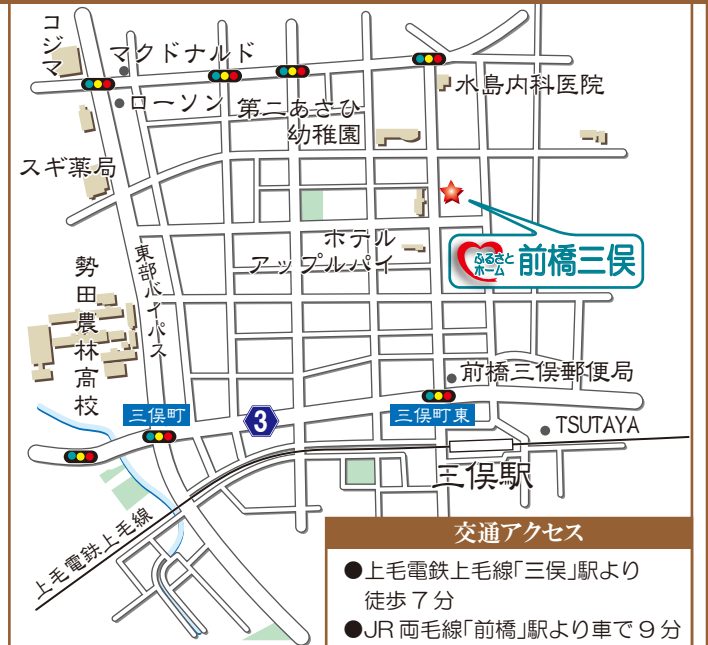 コジマ
マクドナルド
ローソン
第二あさひ
幼稚園
水島内科医院
スギ薬局
ホテル
アップルパイ
ふるさと
ホーム
前橋三俣
東部バイパス
勢田農林高校
前橋三俣郵便局
三俣町
3
三俣町東
TSUTAYA
三俣駅
上毛電鉄上毛線
交通アクセス
●上毛電鉄上毛線「三俣」駅より
徒歩7分
●JR両毛線「前橋」駅より車で9分